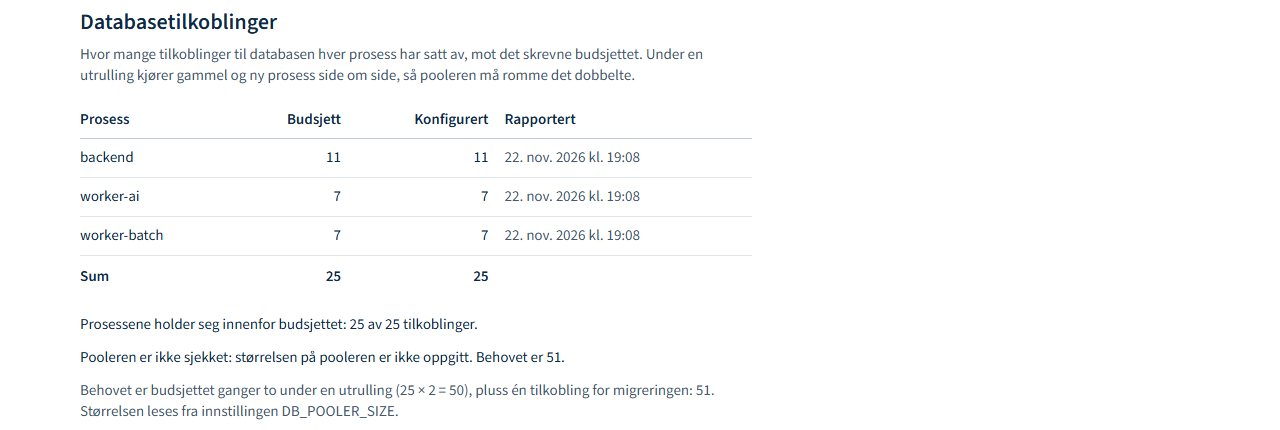 Databasetilkoblinger
Hvor mange tilkoblinger til databasen hver prosess har satt av, mot det skrevne budsjettet. Under en
utrulling kjører gammel og ny prosess side om side, så pooleren må romme det dobbelte.
Prosess Budsjett Konfigurert Rapportert
backend 11 11 22. nov. 2026 kl. 19:08
worker-ai 7 7 22. nov. 2026 kl. 19:08
worker-batch 7 7 22. nov. 2026 kl. 19:08
Sum 25 25
Prosessene holder seg innenfor budsjettet: 25 av 25 tilkoblinger.
Pooleren er ikke sjekket: størrelsen på pooleren er ikke oppgitt. Behovet er 51.
Behovet er budsjettet ganger to under en utrulling (25 × 2 = 50), pluss én tilkobling for migreringen: 51.
Størrelsen leses fra innstillingen DB_POOLER_SIZE.